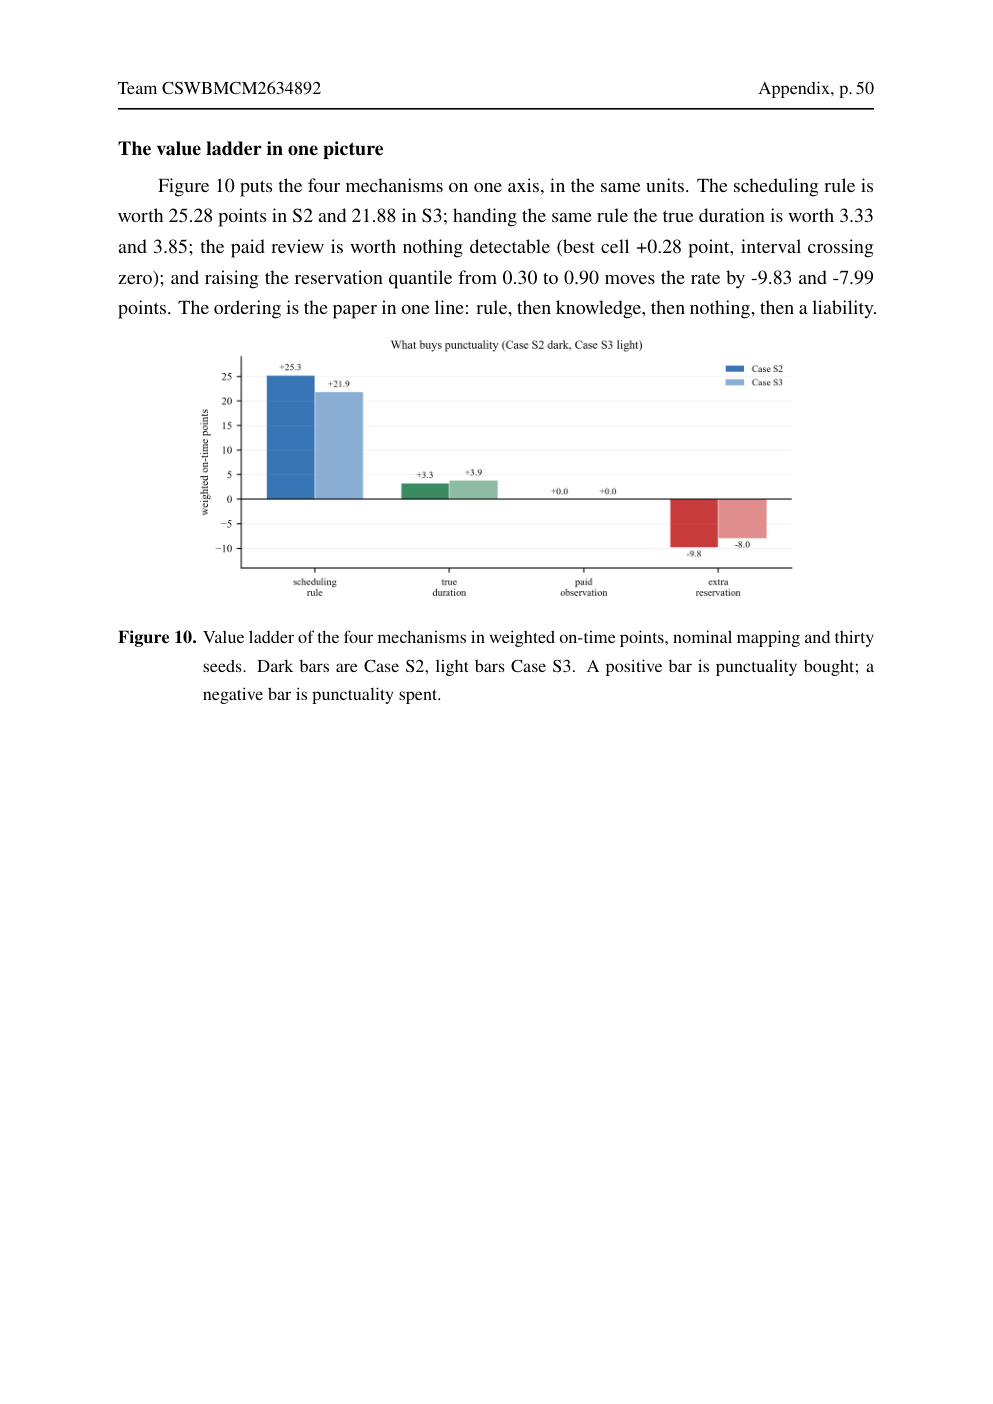 Team CSWBMCM2634892
Appendix, p. 50
The value ladder in one picture
Figure 10 puts the four mechanisms on one axis, in the same units. The scheduling rule is
worth 25.28 points in S2 and 21.88 in S3; handing the same rule the true duration is worth 3.33
and 3.85; the paid review is worth nothing detectable (best cell +0.28 point, interval crossing
zero); and raising the reservation quantile from 0.30 to 0.90 moves the rate by -9.83 and -7.99
points. The ordering is the paper in one line: rule, then knowledge, then nothing, then a liability.
What buys punctuality (Case S2 dark, Case S3 light)
weighted on-time points
25
20
15
10
5
0
−5
−10
+25.3
+21.9
+3.3
+3.9
+0.0
+0.0
-9.8
-8.0
Case S2
Case S3
scheduling
rule
true
duration
paid
observation
extra
reservation
Figure 10. Value ladder of the four mechanisms in weighted on-time points, nominal mapping and thirty
seeds. Dark bars are Case S2, light bars Case S3. A positive bar is punctuality bought; a
negative bar is punctuality spent.